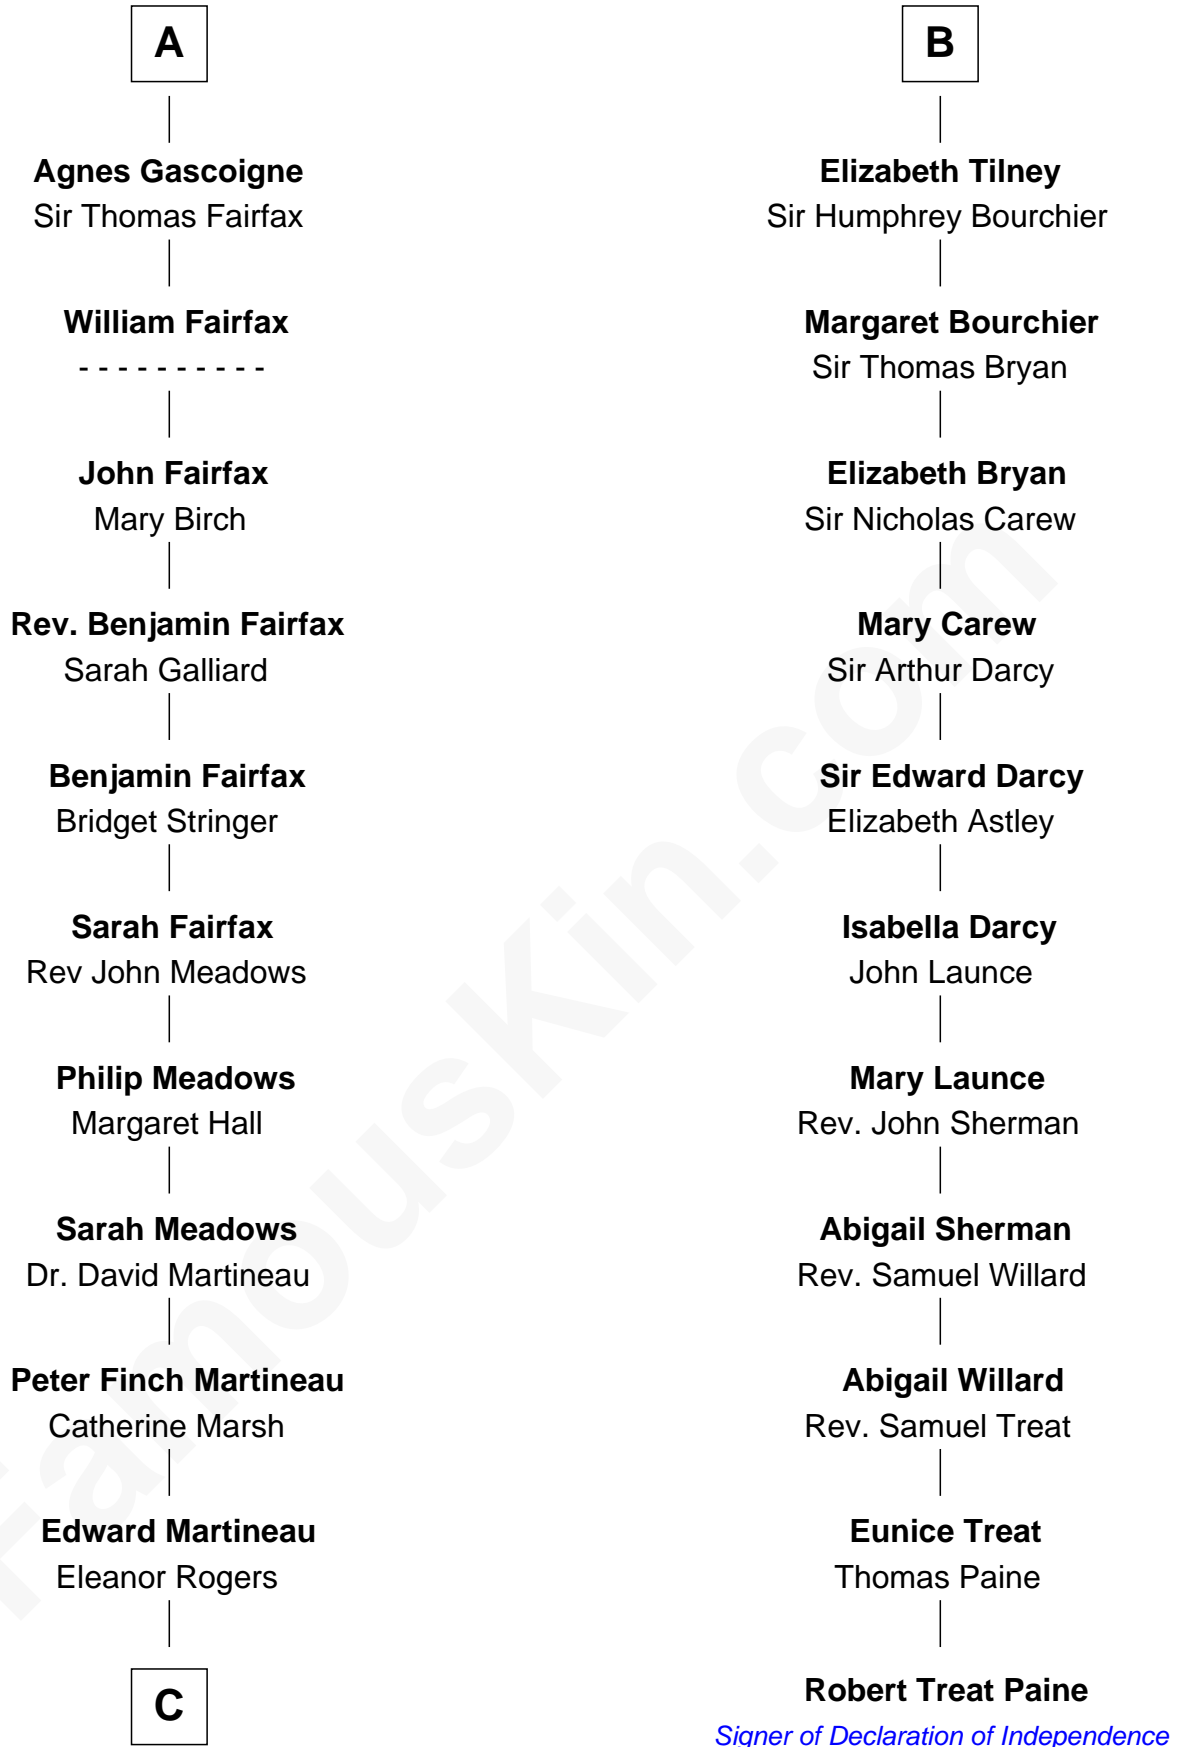 A
Agnes Gascoigne
Sir Thomas Fairfax
William Fairfax
- - - - - - - - - -
John Fairfax
Mary Birch
Rev. Benjamin Fairfax
Sarah Galliard
Benjamin Fairfax
Bridget Stringer
Sarah Fairfax
Rev John Meadows
Philip Meadows
Margaret Hall
Sarah Meadows
Dr. David Martineau
Peter Finch Martineau
Catherine Marsh
Edward Martineau
Eleanor Rogers
C
B
Elizabeth Tilney
Sir Humphrey Bourchier
Margaret Bourchier
Sir Thomas Bryan
Elizabeth Bryan
Sir Nicholas Carew
Mary Carew
Sir Arthur Darcy
Sir Edward Darcy
Elizabeth Astley
Isabella Darcy
John Launce
Mary Launce
Rev. John Sherman
Abigail Sherman
Rev. Samuel Willard
Abigail Willard
Rev. Samuel Treat
Eunice Treat
Thomas Paine
Robert Treat Paine
Signer of Declaration of Independence
FamousKin.com